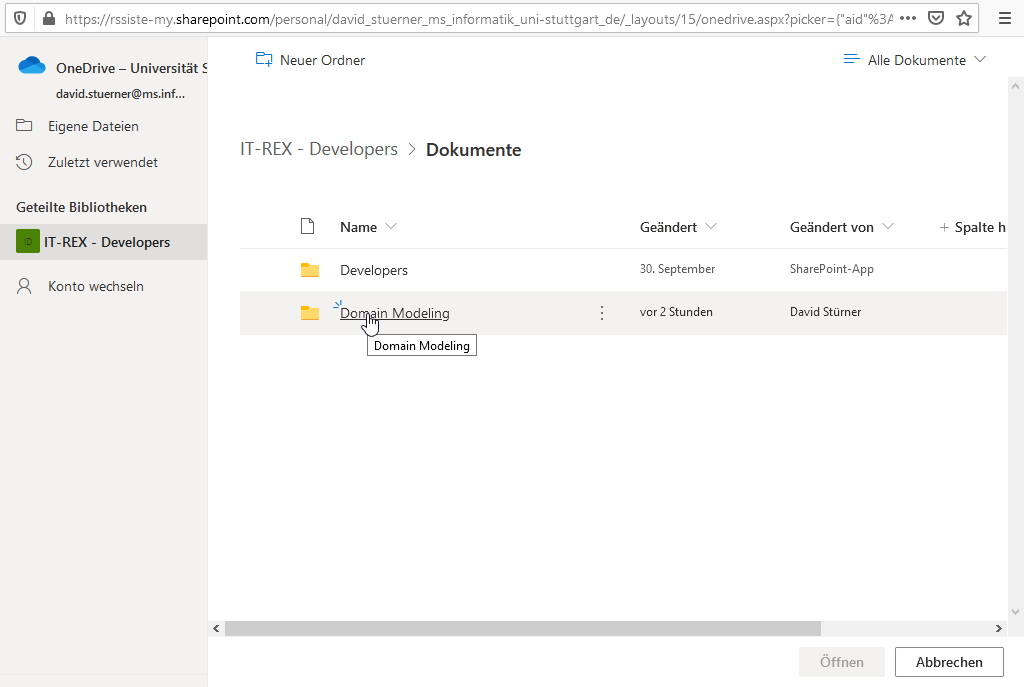 https://rssiste-my.sharepoint.com/personal/david_stuerner_ms_informatik_uni-stuttgart_de/_layouts/15/onedrive.aspx?picker={"aid"%3A
OneDrive – Universität S
david.stuerner@ms.inf...
Eigene Dateien
Zuletzt verwendet
Geteilte Bibliotheken
IT-REX - Developers
Konto wechseln
Neuer Ordner
Alle Dokumente
IT-REX - Developers > Dokumente
Name Geändert Geändert von + Spalte h
Developers 30. September SharePoint-App
Domain Modeling vor 2 Stunden David Stürner
Domain Modeling
Öffnen Abbrechen